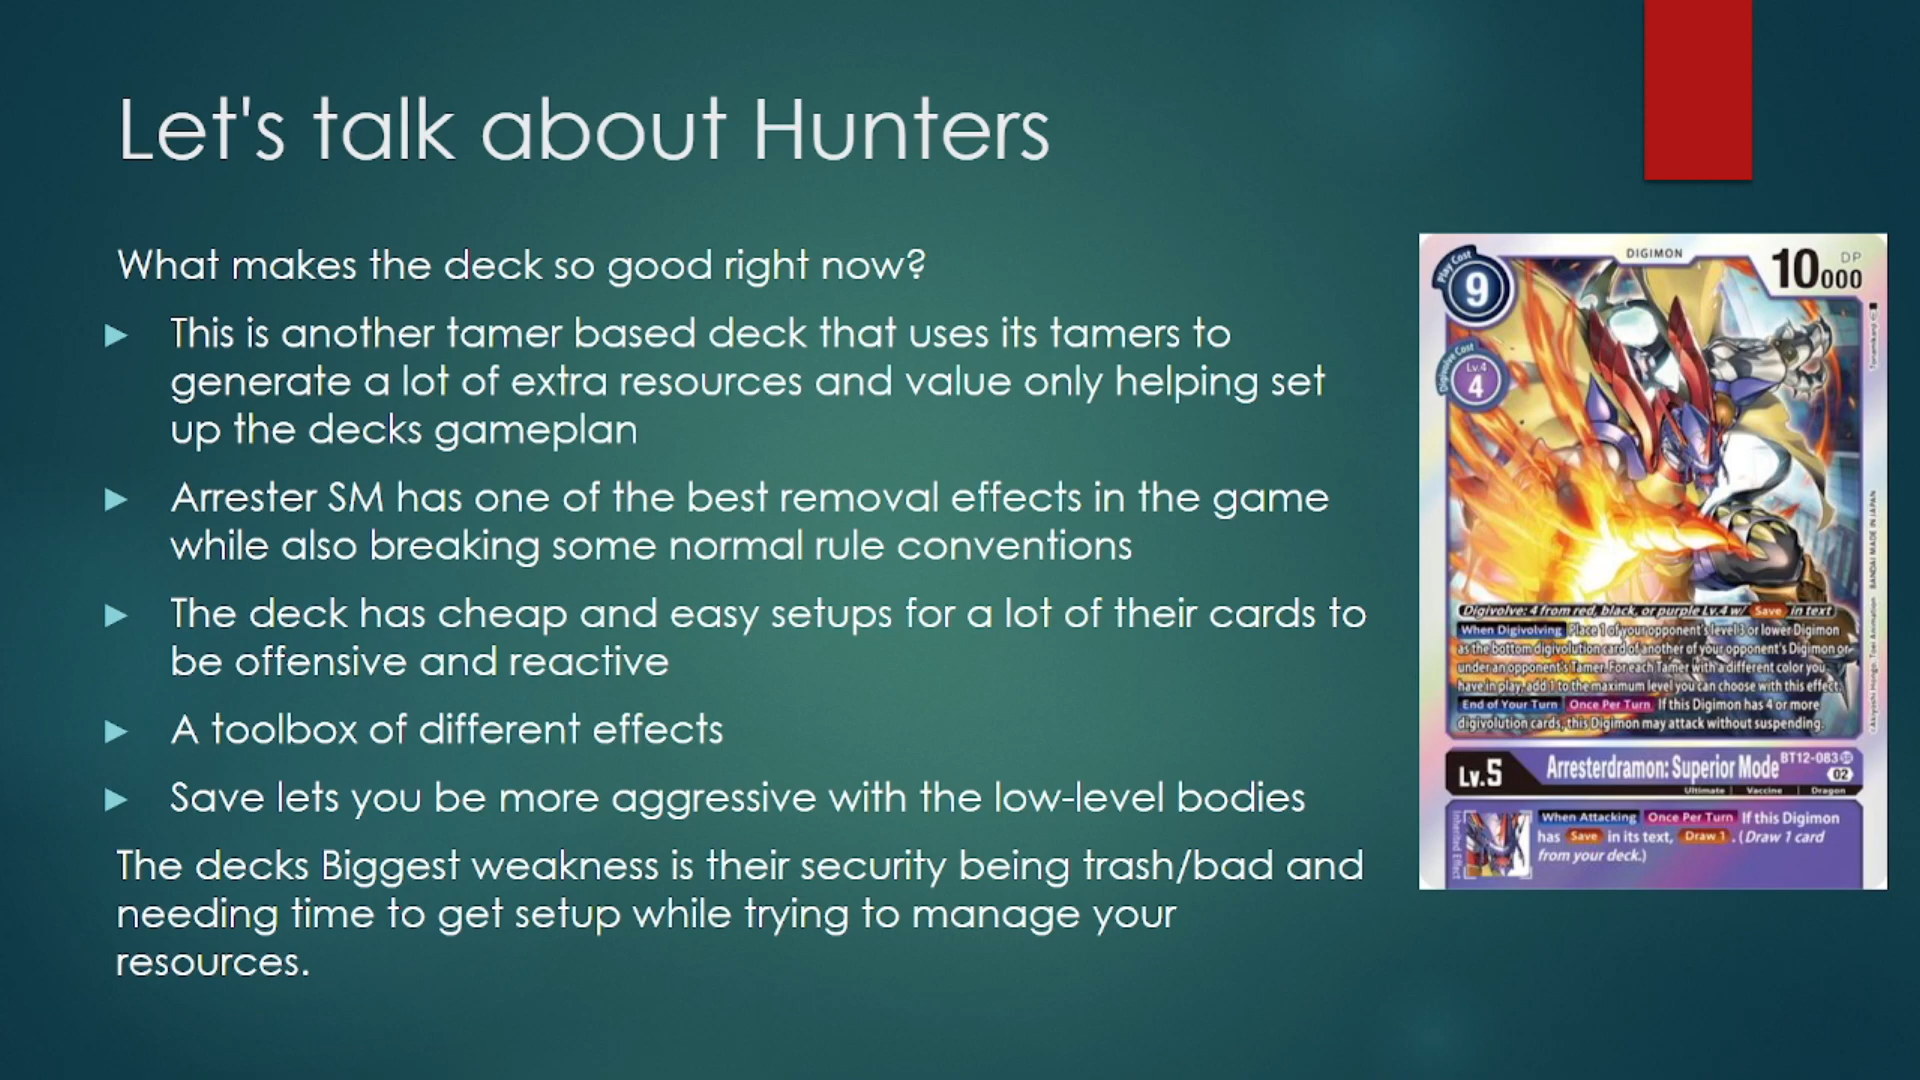 Let's talk about Hunters
What makes the deck so good right now?
This is another tamer based deck that uses its tamers to
generate a lot of extra resources and value only helping set
up the decks gameplan
Arrester SM has one of the best removal effects in the game
while also breaking some normal rule conventions
The deck has cheap and easy setups for a lot of their cards to
be offensive and reactive
A toolbox of different effects
Save lets you be more aggressive with the low-level bodies
The decks Biggest weakness is their security being trash/bad and
needing time to get setup while trying to manage your
resources.
Play Cost
9
DIGIMON
10000 DP
Digivolve Cost
Lv.4
4
Digivolve: 4 from red, black, or purple Lv.4 w/ Save in text
When Digivolving Place 1 of your opponent's level 3 or lower Digimon
as the bottom digivolution card of another of your opponent's Digimon or
under an opponent's Tamer. For each Tamer with a different color you
have in play, add 1 to the maximum level you can choose with this effect.
End of Your Turn Once Per Turn If this Digimon has 4 or more
digivolution cards, this Digimon may attack without suspending.
BANDAI MADE IN JAPAN
Lv.5
Arresterdramon: Superior Mode
BT12-083 SR
02
Ultimate | Vaccine | Dragon
Inherited Effect
When Attacking Once Per Turn If this Digimon
has Save in its text, Draw 1. (Draw 1 card
from your deck.)